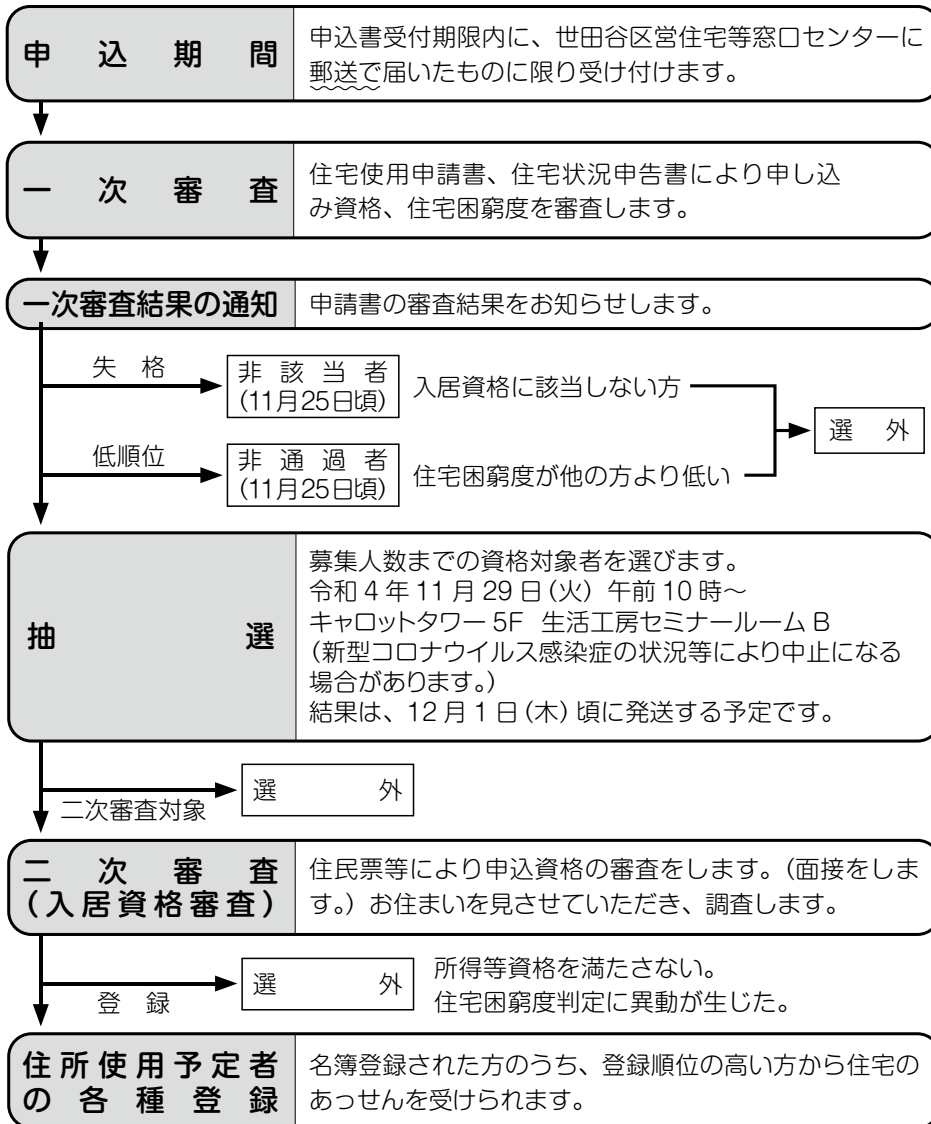 申込期間
申込書受付期限内に、世田谷区営住宅等窓口センターに
郵送で届いたものに限り受け付けます。
一次審査
住宅使用申請書、住宅状況申告書により申し込
み資格、住宅困窮度を審査します。
一次審査結果の通知
申請書の審査結果をお知らせします。
失格
非該当者
(11月25日頃)
入居資格に該当しない方
選外
低順位
非通過者
(11月25日頃)
住宅困窮度が他の方より低い
抽選
募集人数までの資格対象者を選びます。
令和4年11月29日(火) 午前10時～
キャロットタワー5F 生活工房セミナールームB
(新型コロナウイルス感染症の状況等により中止になる
場合があります。)
結果は、12月1日(木)頃に発送する予定です。
選外
二次審査対象
二次審査
(入居資格審査)
住民票等により申込資格の審査をします。(面接をしま
す。)お住まいを見させていただき、調査します。
選外
所得等資格を満たさない。
住宅困窮度判定に異動が生じた。
登録
住所使用予定者
の各種登録
名簿登録された方のうち、登録順位の高い方から住宅の
あっせんを受けられます。